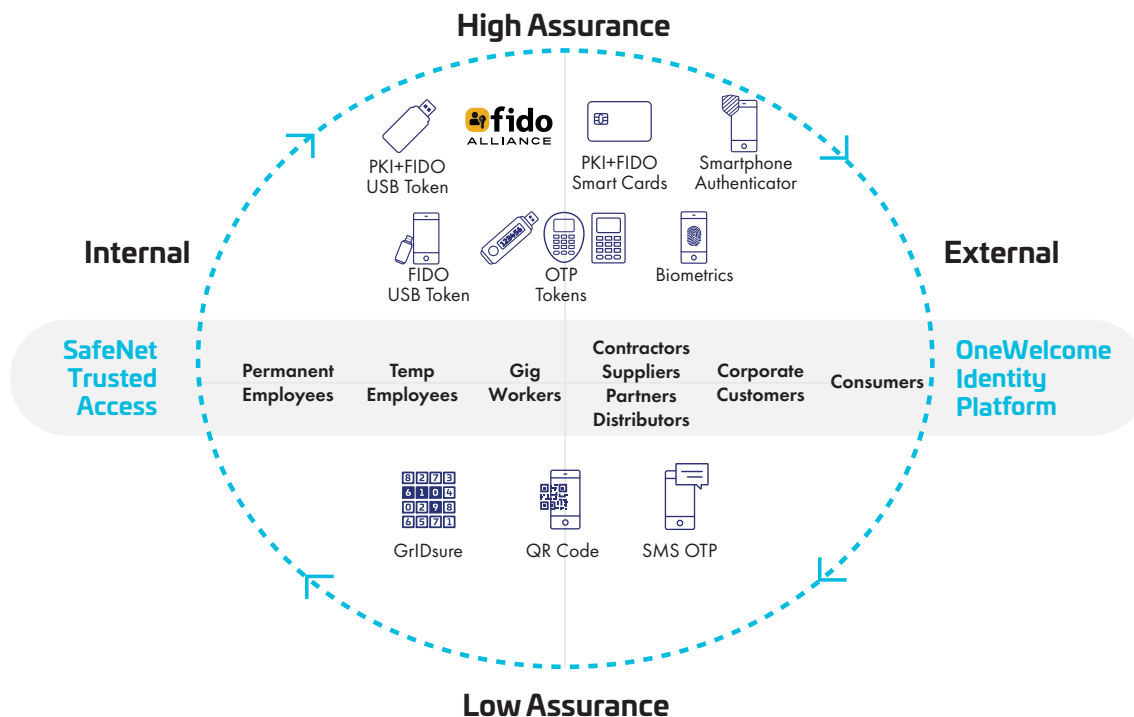 High Assurance
fido
ALLIANCE
PKI+FIDO
USB Token
PKI+FIDO
Smart Cards
Smartphone
Authenticator
Internal
External
123456
FIDO
USB Token
OTP
Tokens
Biometrics
SafeNet
Trusted
Access
Permanent
Employees
Temp
Employees
Gig
Workers
Contractors
Suppliers
Partners
Distributors
Corporate
Customers
Consumers
OneWelcome
Identity
Platform
8 2 7 3
6 1 0 4
0 2 9 8
6 5 7 1
GrIDsure
QR Code
SMS OTP
Low Assurance